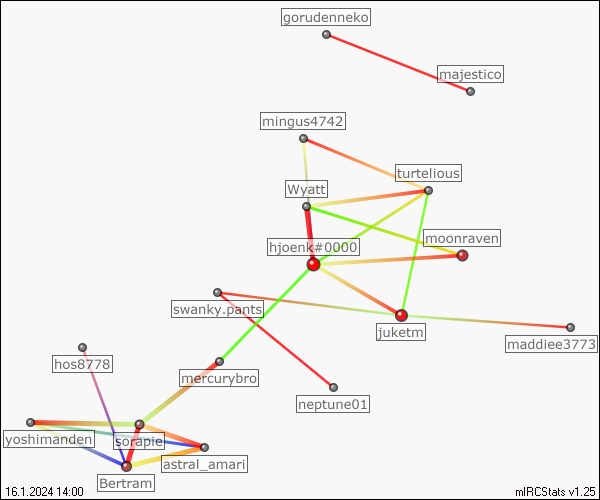 gorudenneko
majestico
mingus4742
turtelious
Wyatt
moonraven
hjoenk#0000
swanky.pants
juketm
maddiee3773
hos8778
mercurybro
neptune01
yoshimanden
sorapie
astral_amari
Bertram
16.1.2024 14:00
mIRCStats v1.25